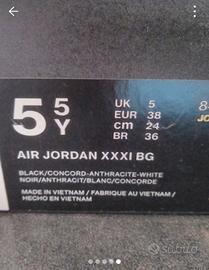 5 5 Y
UK 5
EUR 38
cm 24
BR 36
AIR JORDAN XXXI BG
BLACK/CONCORD-ANTHRACITE-WHITE
NOIR/ANTHRACIT/BLANC/CONCORDE
MADE IN VIETNAM / FABRIQUE AU VIETNAM/
HECHO EN VIETNAM
subito